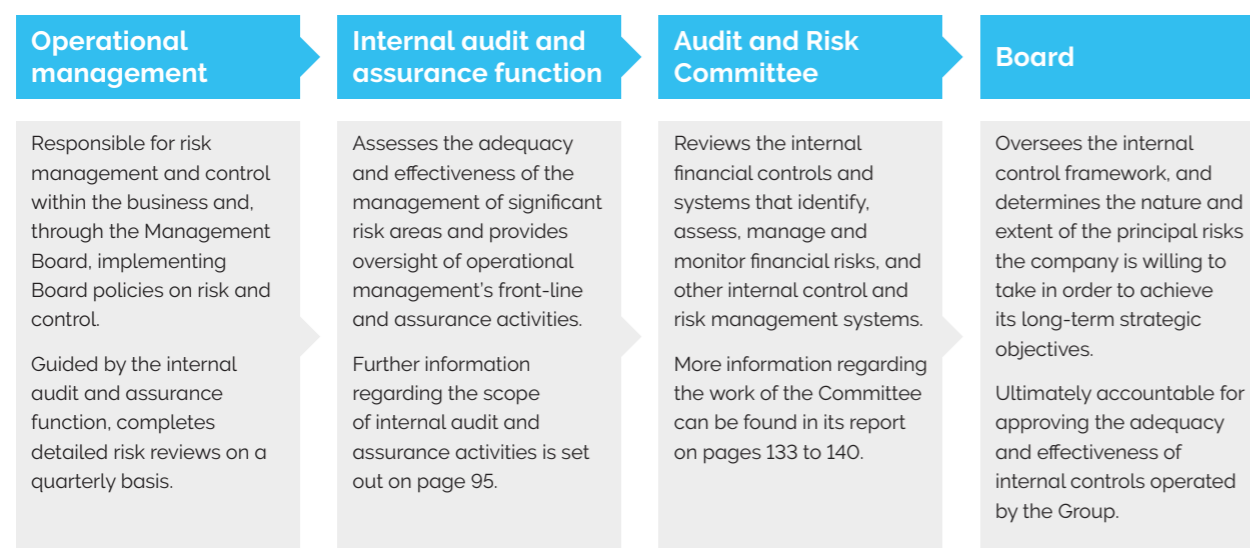 Operational
management
Responsible for risk
management and control
within the business and,
through the Management
Board, implementing
Board policies on risk and
control.
Guided by the internal
audit and assurance
function, completes
detailed risk reviews on a
quarterly basis.
Internal audit and
assurance function
Assesses the adequacy
and effectiveness of the
management of significant
risk areas and provides
oversight of operational
management’s front-line
and assurance activities.
Further information
regarding the scope
of internal audit and
assurance activities is set
out on page 95.
Audit and Risk
Committee
Reviews the internal
financial controls and
systems that identify,
assess, manage and
monitor financial risks, and
other internal control and
risk management systems.
More information regarding
the work of the Committee
can be found in its report
on pages 133 to 140.
Board
Oversees the internal
control framework, and
determines the nature and
extent of the principal risks
the company is willing to
take in order to achieve
its long-term strategic
objectives.
Ultimately accountable for
approving the adequacy
and effectiveness of
internal controls operated
by the Group.